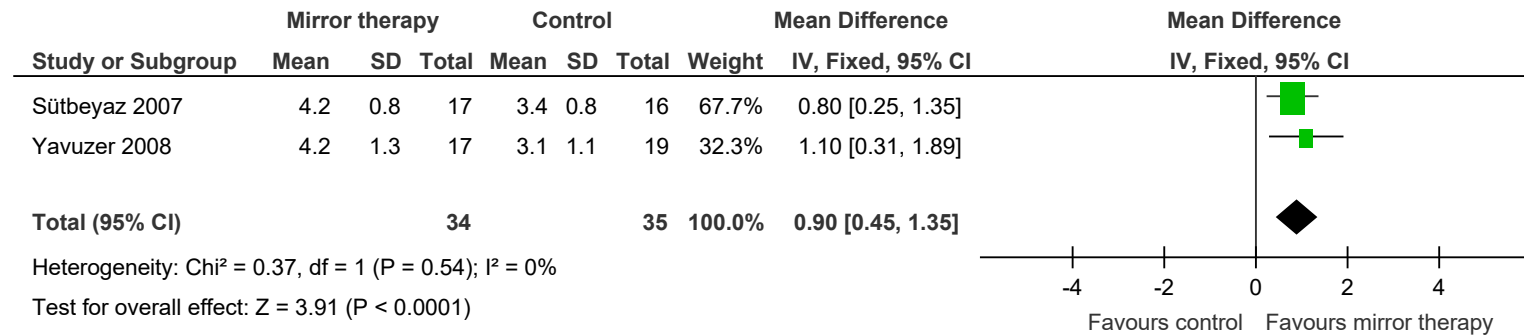 Mirror therapy Control Mean Difference Mean Difference
Study or Subgroup Mean SD Total Mean SD Total Weight IV, Fixed, 95% CI IV, Fixed, 95% CI
Sütbeyaz 2007 4.2 0.8 17 3.4 0.8 16 67.7% 0.80 [0.25, 1.35]
Yavuzer 2008 4.2 1.3 17 3.1 1.1 19 32.3% 1.10 [0.31, 1.89]
Total (95% CI) 34 35 100.0% 0.90 [0.45, 1.35]
Heterogeneity: Chi² = 0.37, df = 1 (P = 0.54); I² = 0%
Test for overall effect: Z = 3.91 (P < 0.0001)
-4 -2 0 2 4
Favours control Favours mirror therapy